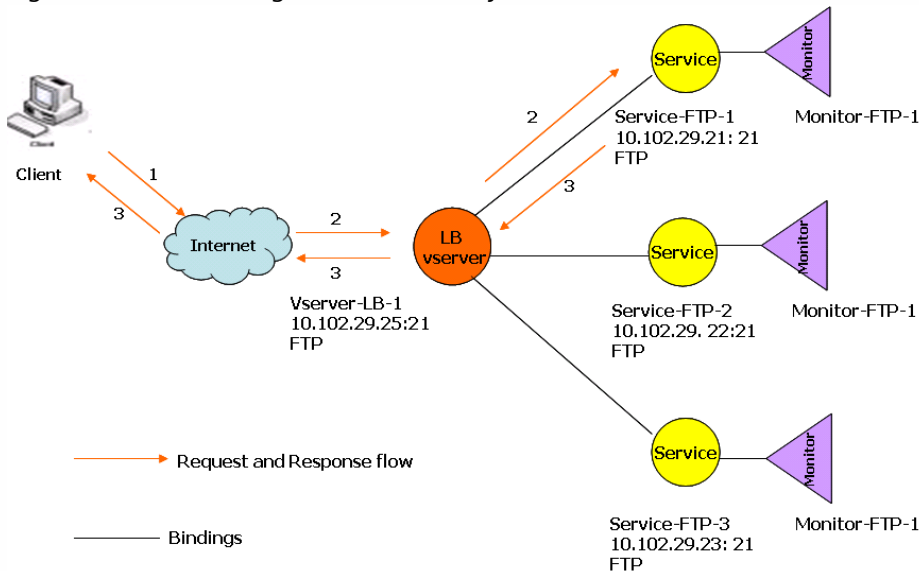 Service
Monitor
Service-FTP-1
10.102.29.21: 21
FTP
Monitor-FTP-1
2
3
Client
1
3
Internet
2
3
LB
vserver
Vserver-LB-1
10.102.29.25:21
FTP
Service
Monitor
Service-FTP-2
10.102.29. 22:21
FTP
Monitor-FTP-1
Service
Monitor
Service-FTP-3
10.102.29.23: 21
FTP
Monitor-FTP-1
Request and Response flow
Bindings